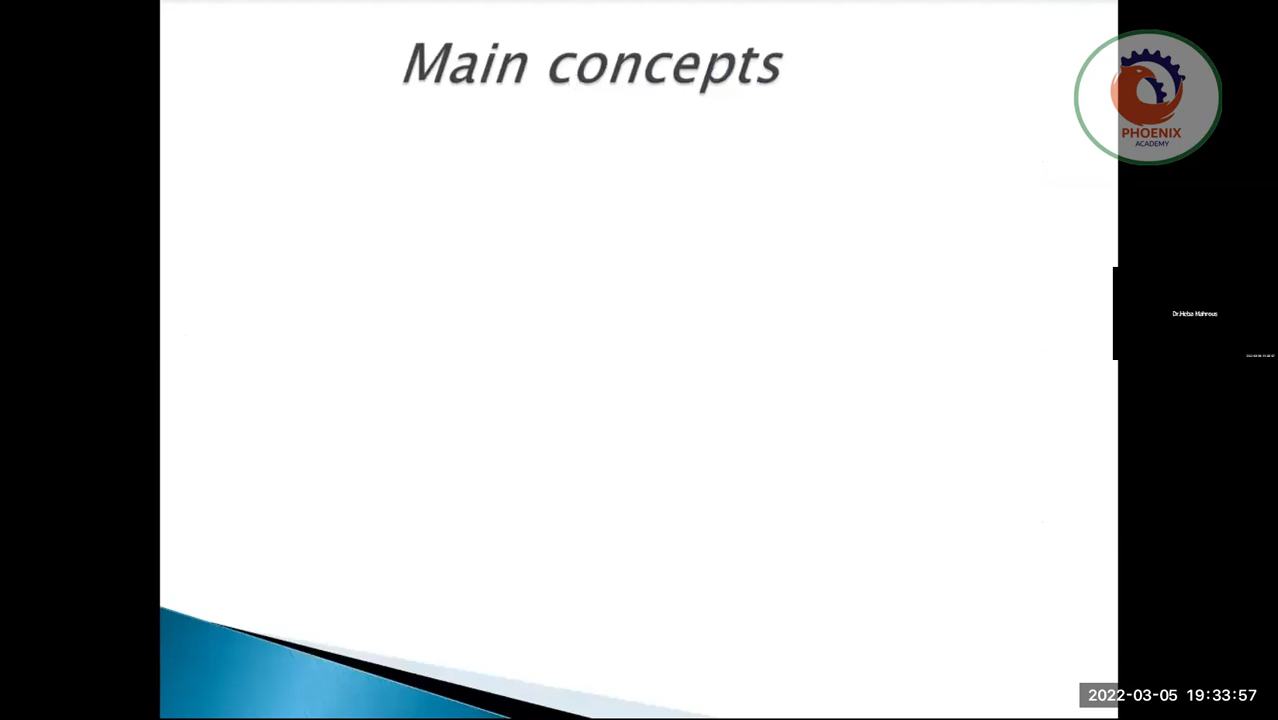 Main concepts
PHOENIX
ACADEMY
Dr.Heba Mahrous
2022-03-05 19:33:57